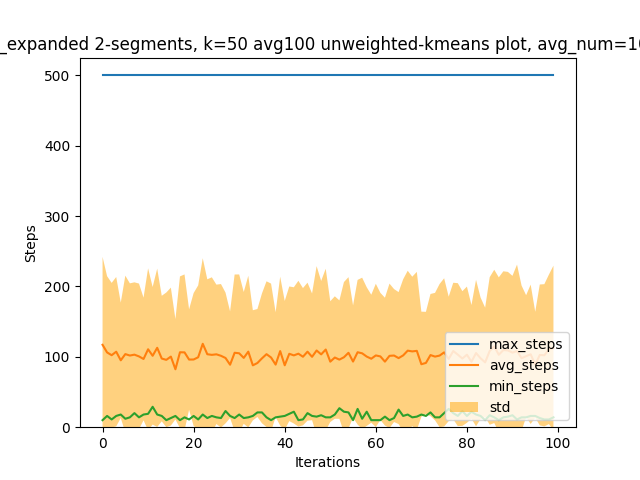 _expanded 2-segments, k=50 avg100 unweighted-kmeans plot, avg_num=10
500
400
300
200
100
0
Steps
max_steps
avg_steps
min_steps
std
0 20 40 60 80 100
Iterations